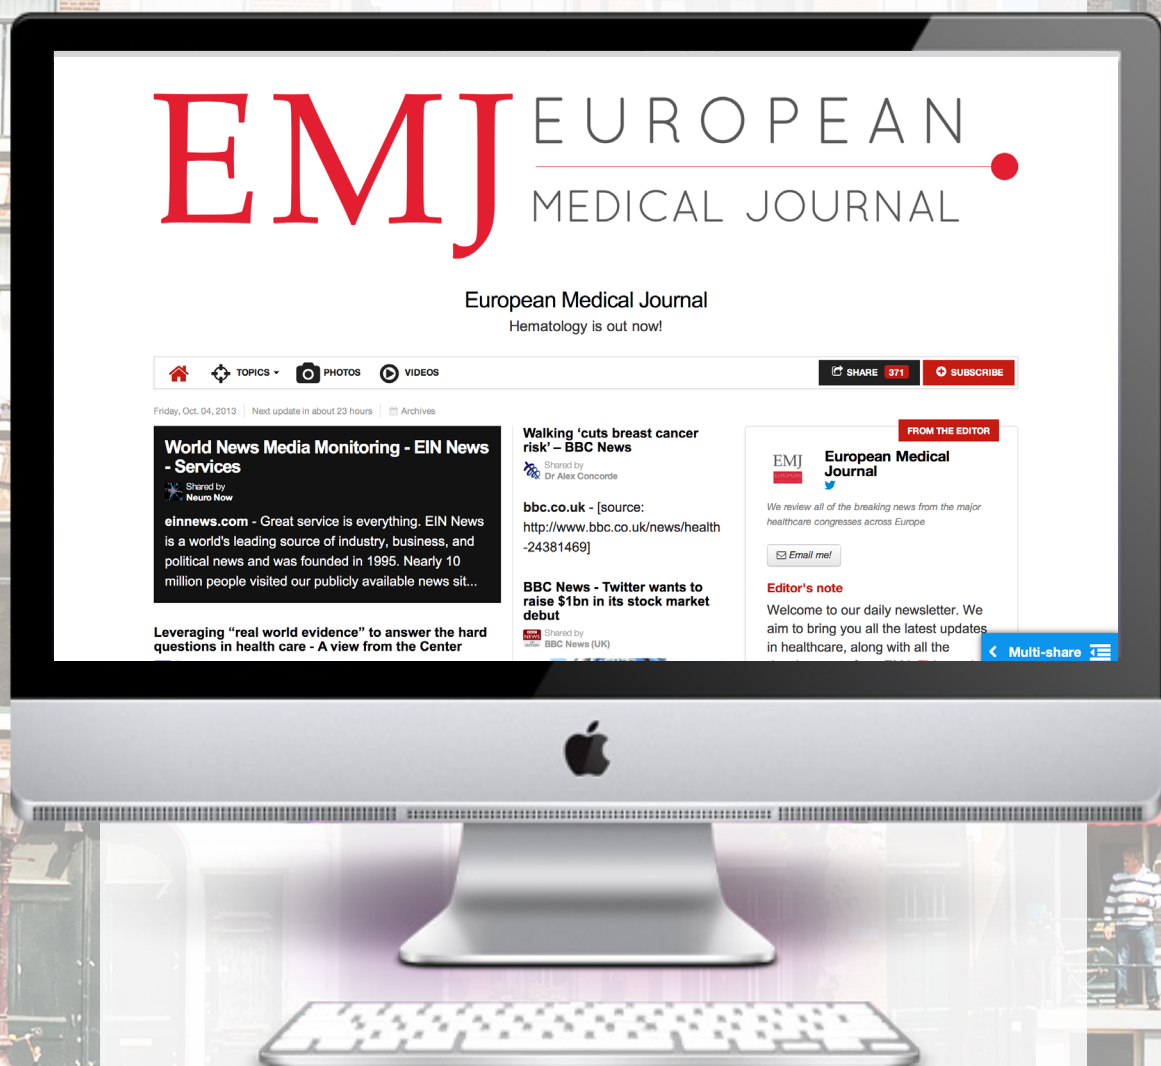 EMJ EUROPEAN
MEDICAL JOURNAL
European Medical Journal
Hematology is out now!
TOPICS PHOTOS VIDEOS SHARE 371 SUBSCRIBE
Friday, Oct. 04, 2013 Next update in about 23 hours Archives
World News Media Monitoring - EIN News
- Services
Shared by
Neuro Now
einnews.com - Great service is everything. EIN News
is a world's leading source of industry, business, and
political news and was founded in 1995. Nearly 10
million people visited our publicly available news sit...
Leveraging “real world evidence” to answer the hard
questions in health care - A view from the Center
Walking ‘cuts breast cancer
risk’ – BBC News
Shared by
Dr Alex Concorde
bbc.co.uk - [source:
http://www.bbc.co.uk/news/health
-24381469]
BBC News - Twitter wants to
raise $1bn in its stock market
debut
BBC
NEWS
Shared by
BBC News (UK)
FROM THE EDITOR
EMJ
EUROPEAN
European Medical
Journal
We review all of the breaking news from the major
healthcare congresses across Europe
Email me!
Editor's note
Welcome to our daily newsletter. We
aim to bring you all the latest updates
in healthcare, along with all the
Multi-share